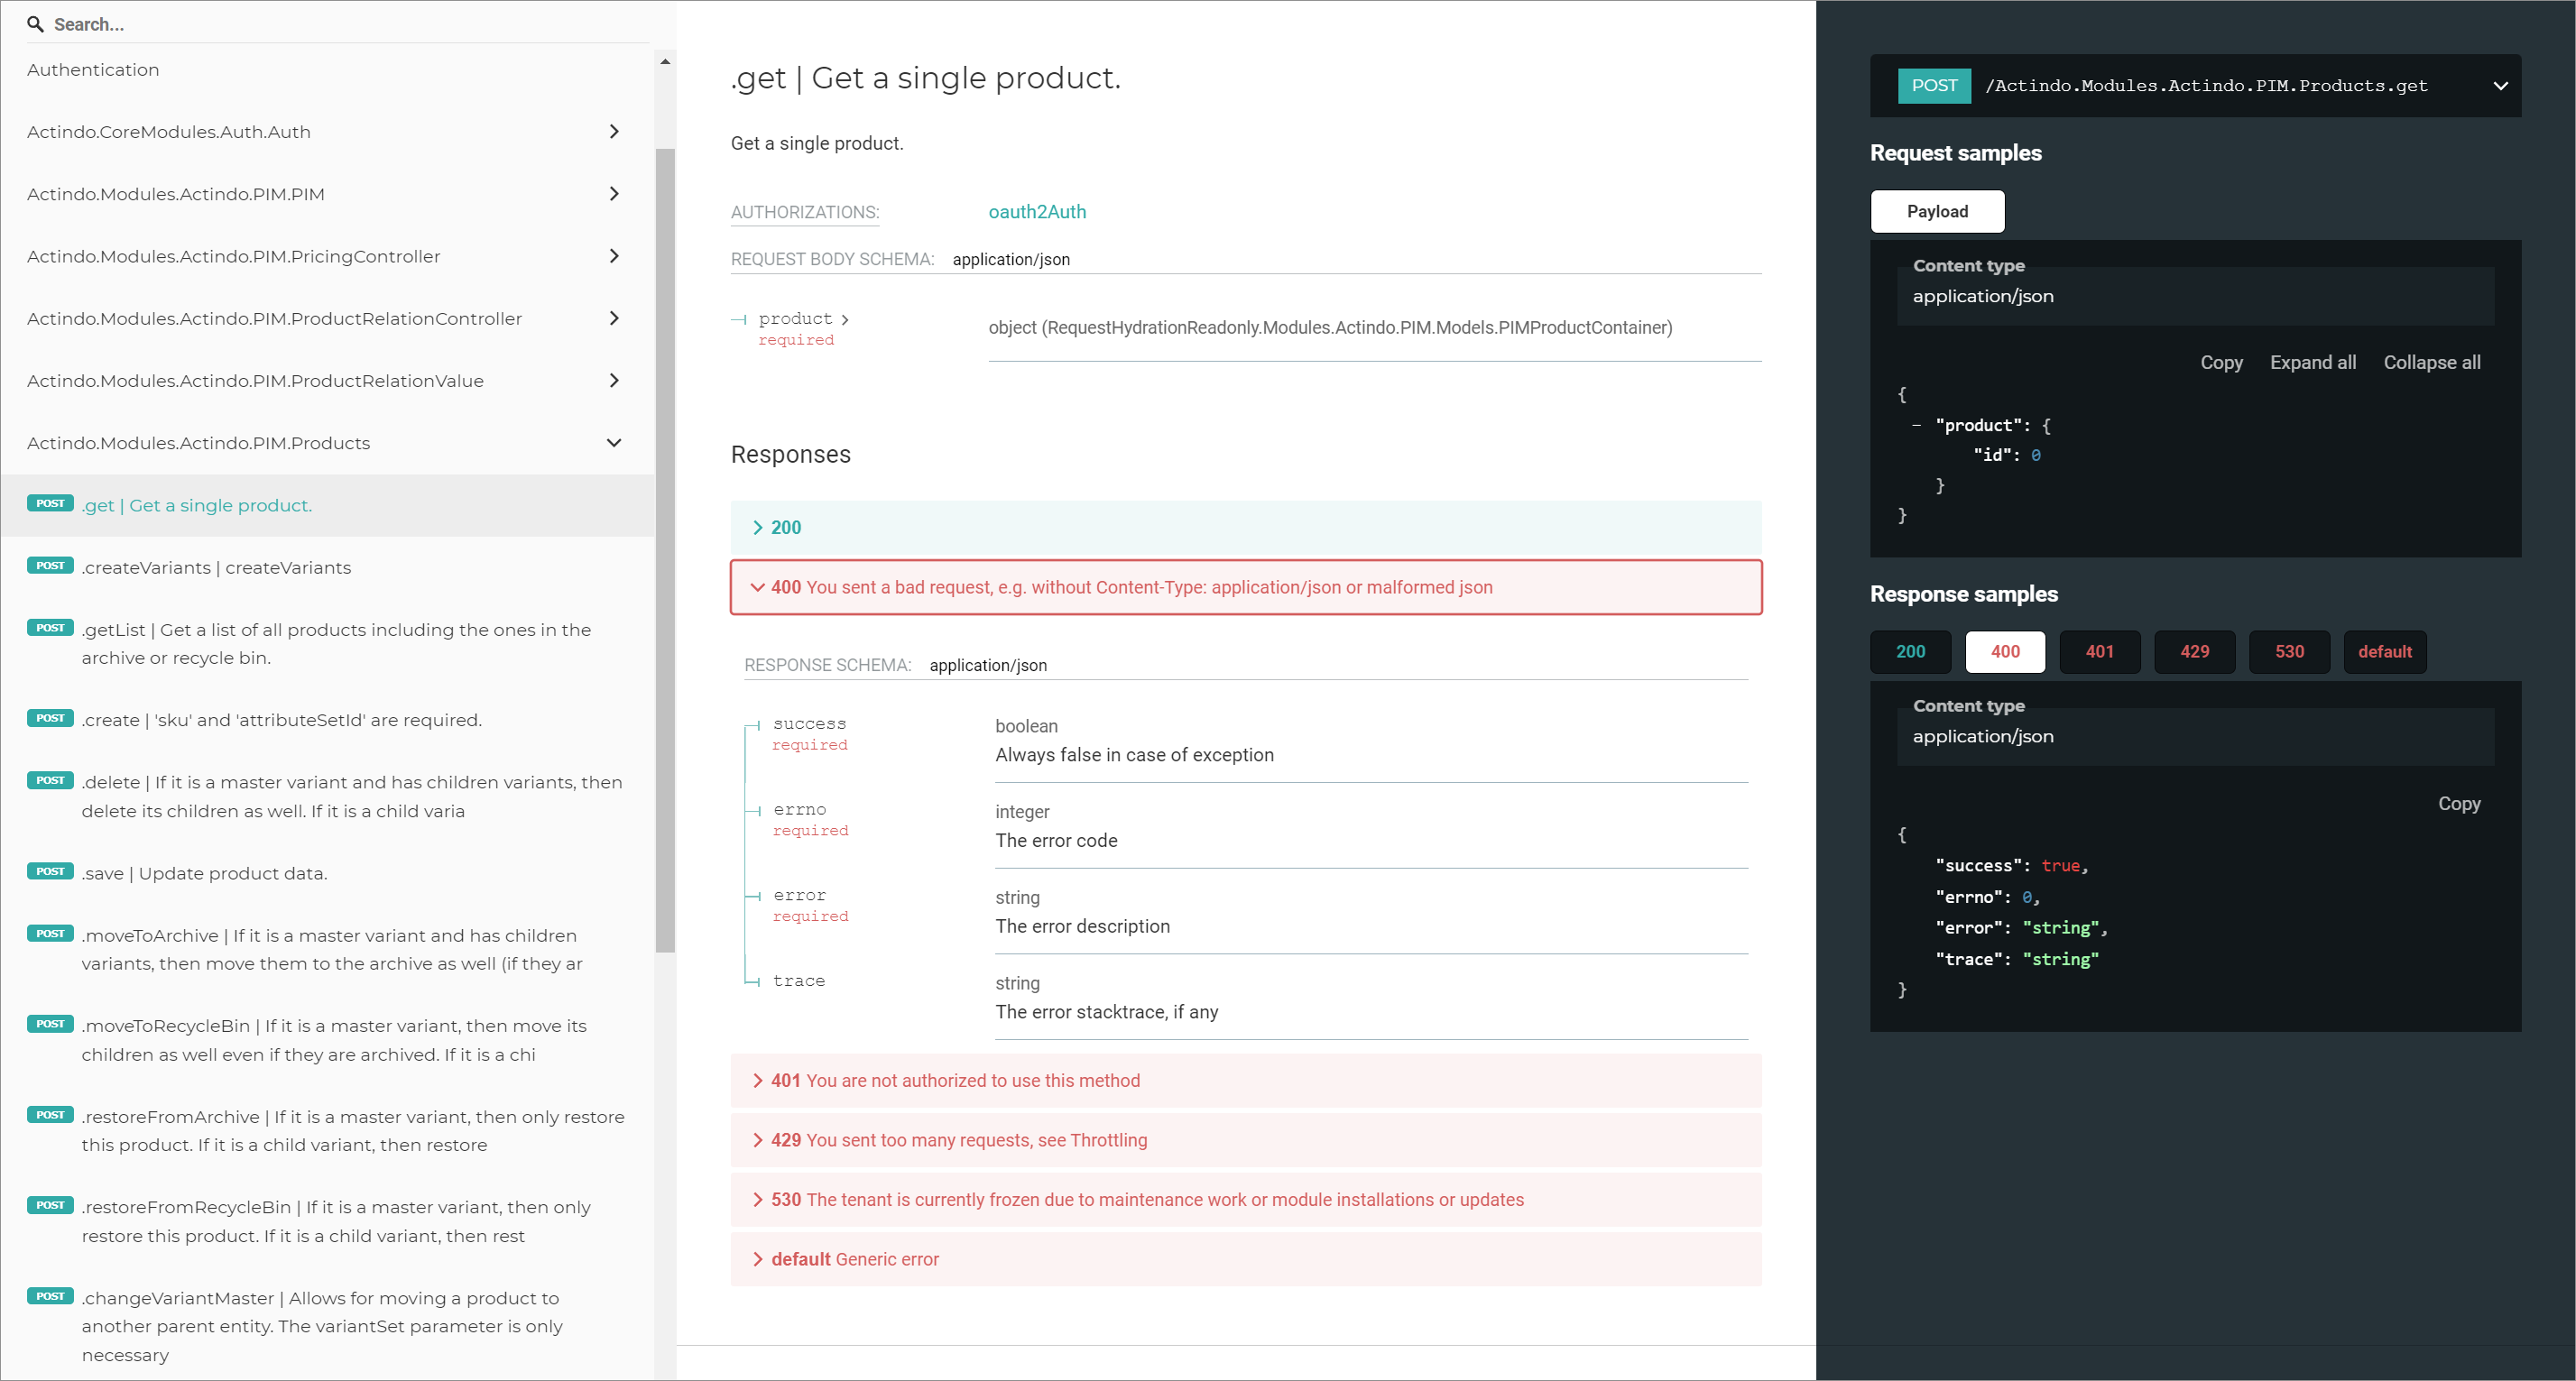 Search...
Authentication
Actindo.CoreModules.Auth.Auth
Actindo.Modules.Actindo.PIM.PIM
Actindo.Modules.Actindo.PIM.PricingController
Actindo.Modules.Actindo.PIM.ProductRelationController
Actindo.Modules.Actindo.PIM.ProductRelationValue
Actindo.Modules.Actindo.PIM.Products
POST .get | Get a single product.
POST .createVariants | createVariants
POST .getList | Get a list of all products including the ones in the
archive or recycle bin.
POST .create | 'sku' and 'attributeSetId' are required.
POST .delete | If it is a master variant and has children variants, then
delete its children as well. If it is a child varia
POST .save | Update product data.
POST .moveToArchive | If it is a master variant and has children
variants, then move them to the archive as well (if they ar
POST .moveToRecycleBin | If it is a master variant, then move its
children as well even if they are archived. If it is a chi
POST .restoreFromArchive | If it is a master variant, then only restore
this product. If it is a child variant, then restore
POST .restoreFromRecycleBin | If it is a master variant, then only
restore this product. If it is a child variant, then rest
POST .changeVariantMaster | Allows for moving a product to
another parent entity. The variantSet parameter is only
necessary
.get | Get a single product.
Get a single product.
AUTHORIZATIONS: oauth2Auth
REQUEST BODY SCHEMA: application/json
product
required
object (RequestHydrationReadonly.Modules.Actindo.PIM.Models.PIMProductContainer)
Responses
200
400 You sent a bad request, e.g. without Content-Type: application/json or malformed json
RESPONSE SCHEMA: application/json
success
required
boolean
Always false in case of exception
errno
required
integer
The error code
error
required
string
The error description
trace
string
The error stacktrace, if any
401 You are not authorized to use this method
429 You sent too many requests, see Throttling
530 The tenant is currently frozen due to maintenance work or module installations or updates
default Generic error
POST /Actindo.Modules.Actindo.PIM.Products.get
Request samples
Payload
Content type
application/json
Copy Expand all Collapse all
{
− "product": {
"id": 0
}
}
Response samples
200 400 401 429 530 default
Content type
application/json
Copy
{
"success": true,
"errno": 0,
"error": "string",
"trace": "string"
}